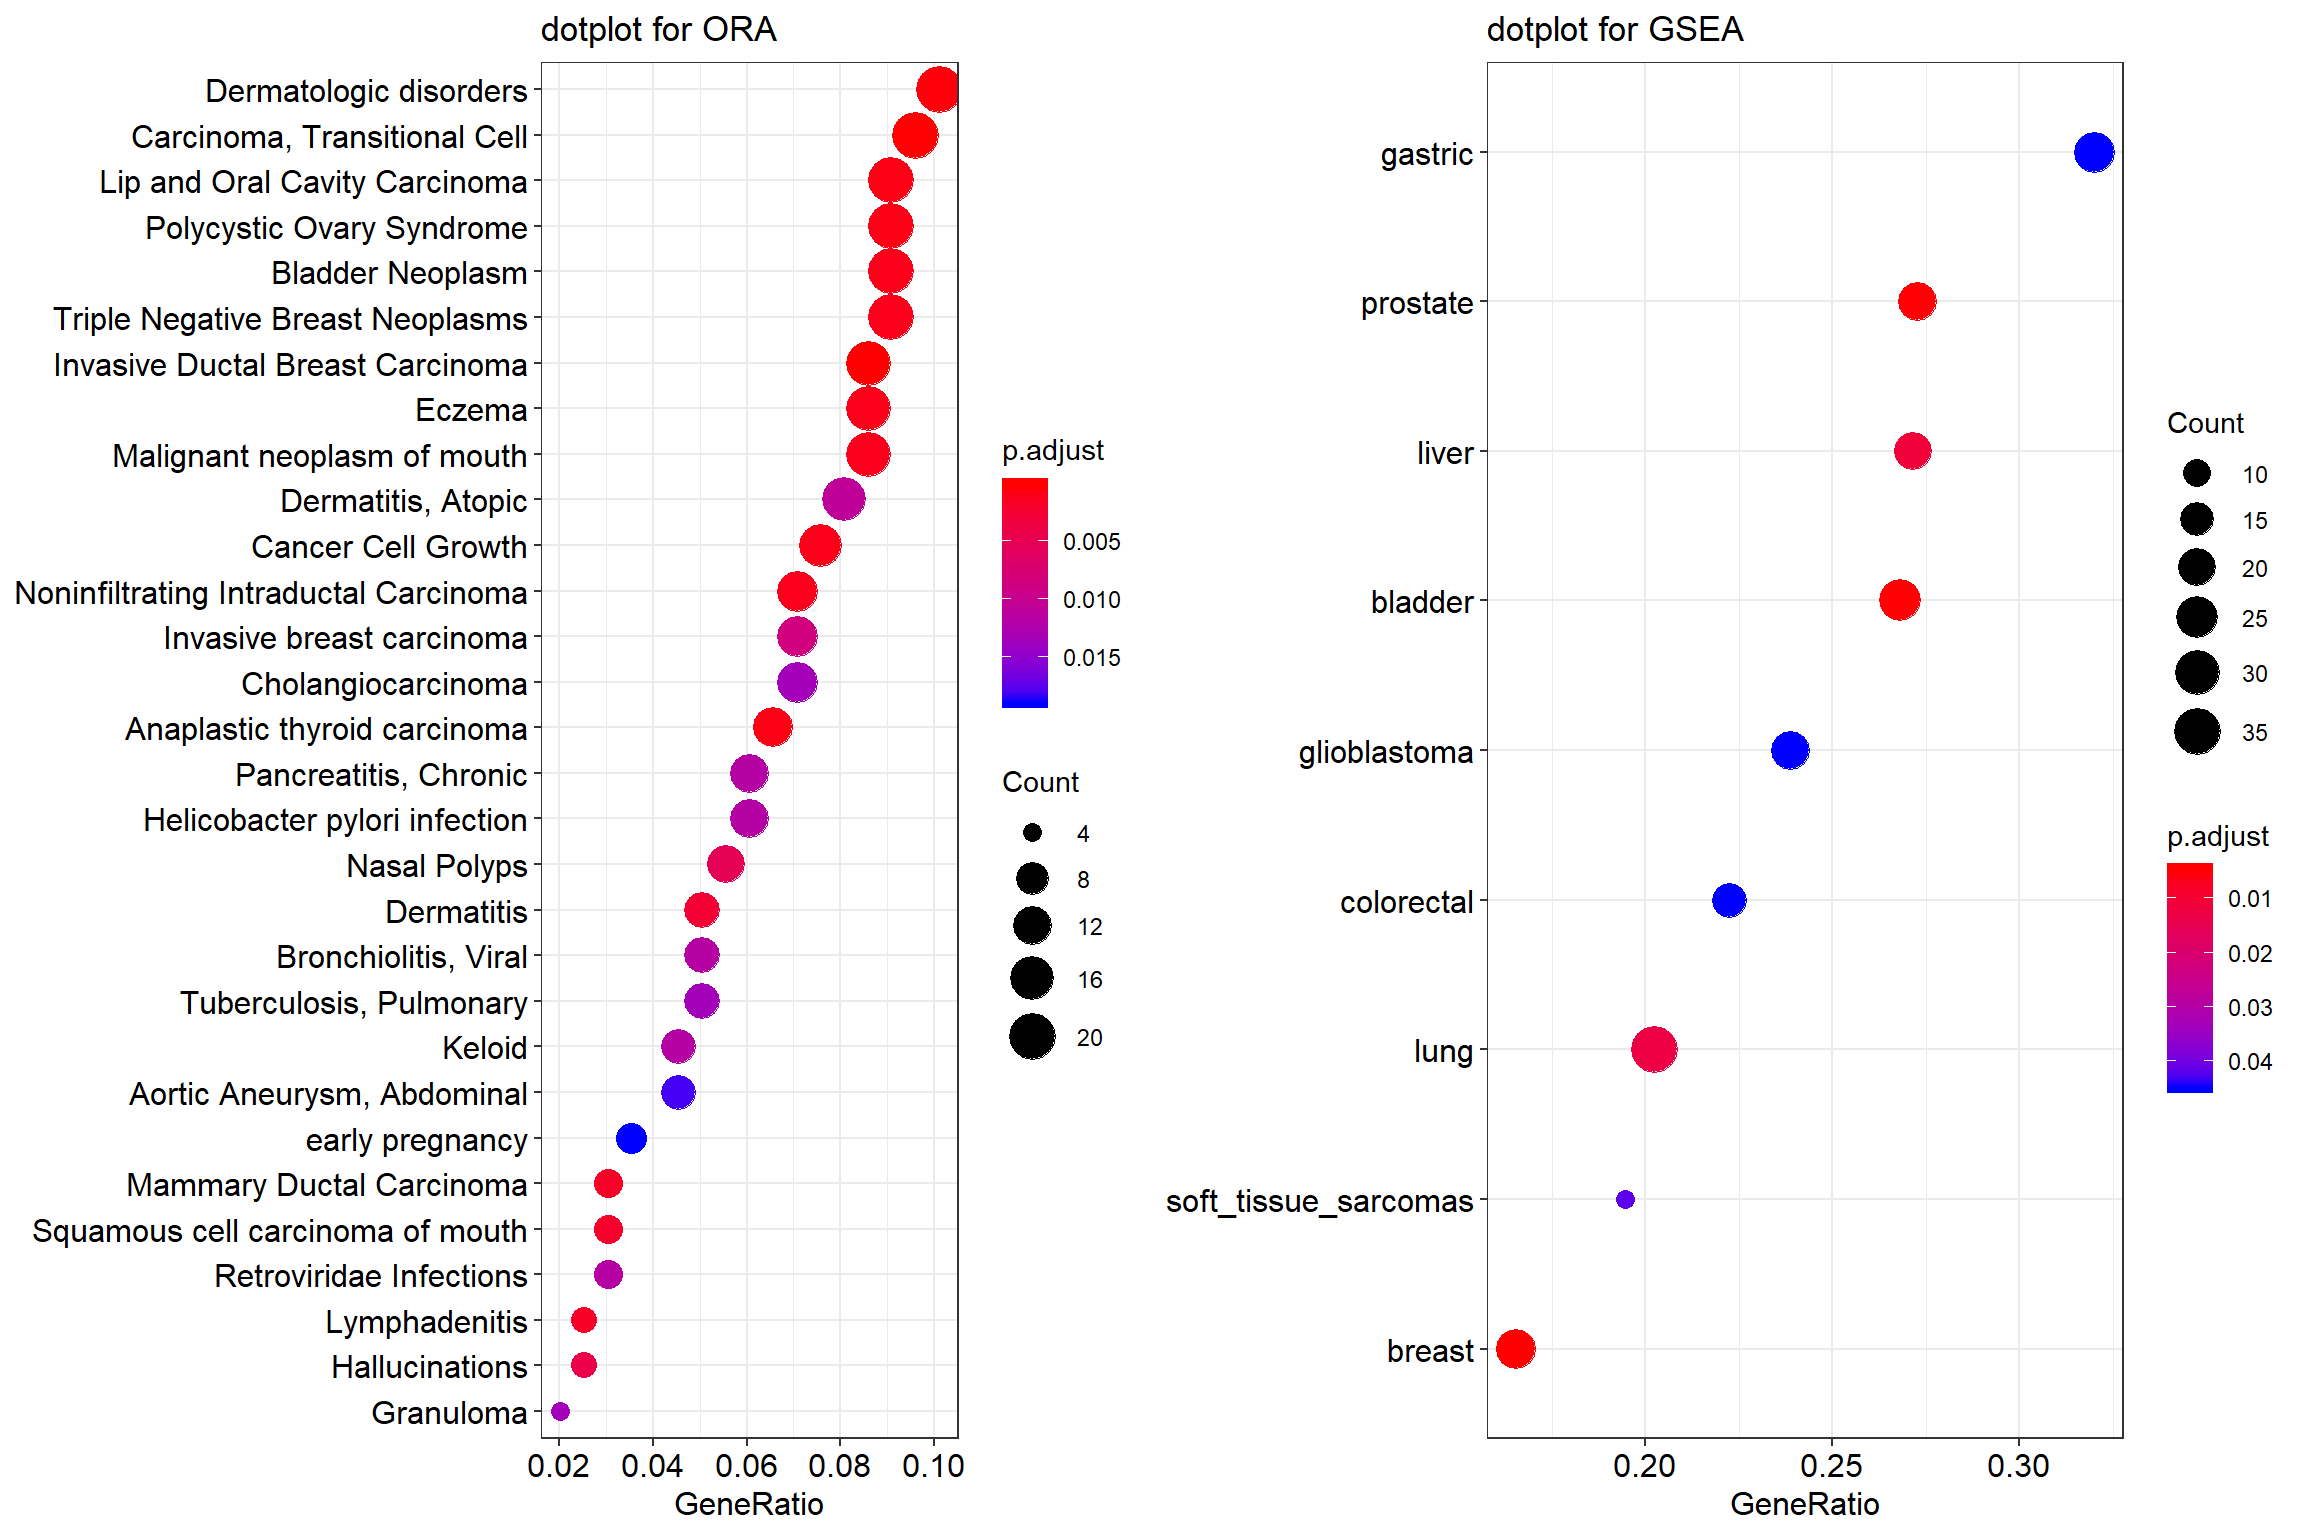 dotplot for ORA
Dermatologic disorders
Carcinoma, Transitional Cell
Lip and Oral Cavity Carcinoma
Polycystic Ovary Syndrome
Bladder Neoplasm
Triple Negative Breast Neoplasms
Invasive Ductal Breast Carcinoma
Eczema
Malignant neoplasm of mouth
Dermatitis, Atopic
Cancer Cell Growth
Noninfiltrating Intraductal Carcinoma
Invasive breast carcinoma
Cholangiocarcinoma
Anaplastic thyroid carcinoma
Pancreatitis, Chronic
Helicobacter pylori infection
Nasal Polyps
Dermatitis
Bronchiolitis, Viral
Tuberculosis, Pulmonary
Keloid
Aortic Aneurysm, Abdominal
early pregnancy
Mammary Ductal Carcinoma
Squamous cell carcinoma of mouth
Retroviridae Infections
Lymphadenitis
Hallucinations
Granuloma
0.02 0.04 0.06 0.08 0.10
GeneRatio
p.adjust
0.005
0.010
0.015
Count
4
8
12
16
20
dotplot for GSEA
gastric
prostate
liver
bladder
glioblastoma
colorectal
lung
soft_tissue_sarcomas
breast
0.20 0.25 0.30
GeneRatio
Count
10
15
20
25
30
35
p.adjust
0.01
0.02
0.03
0.04